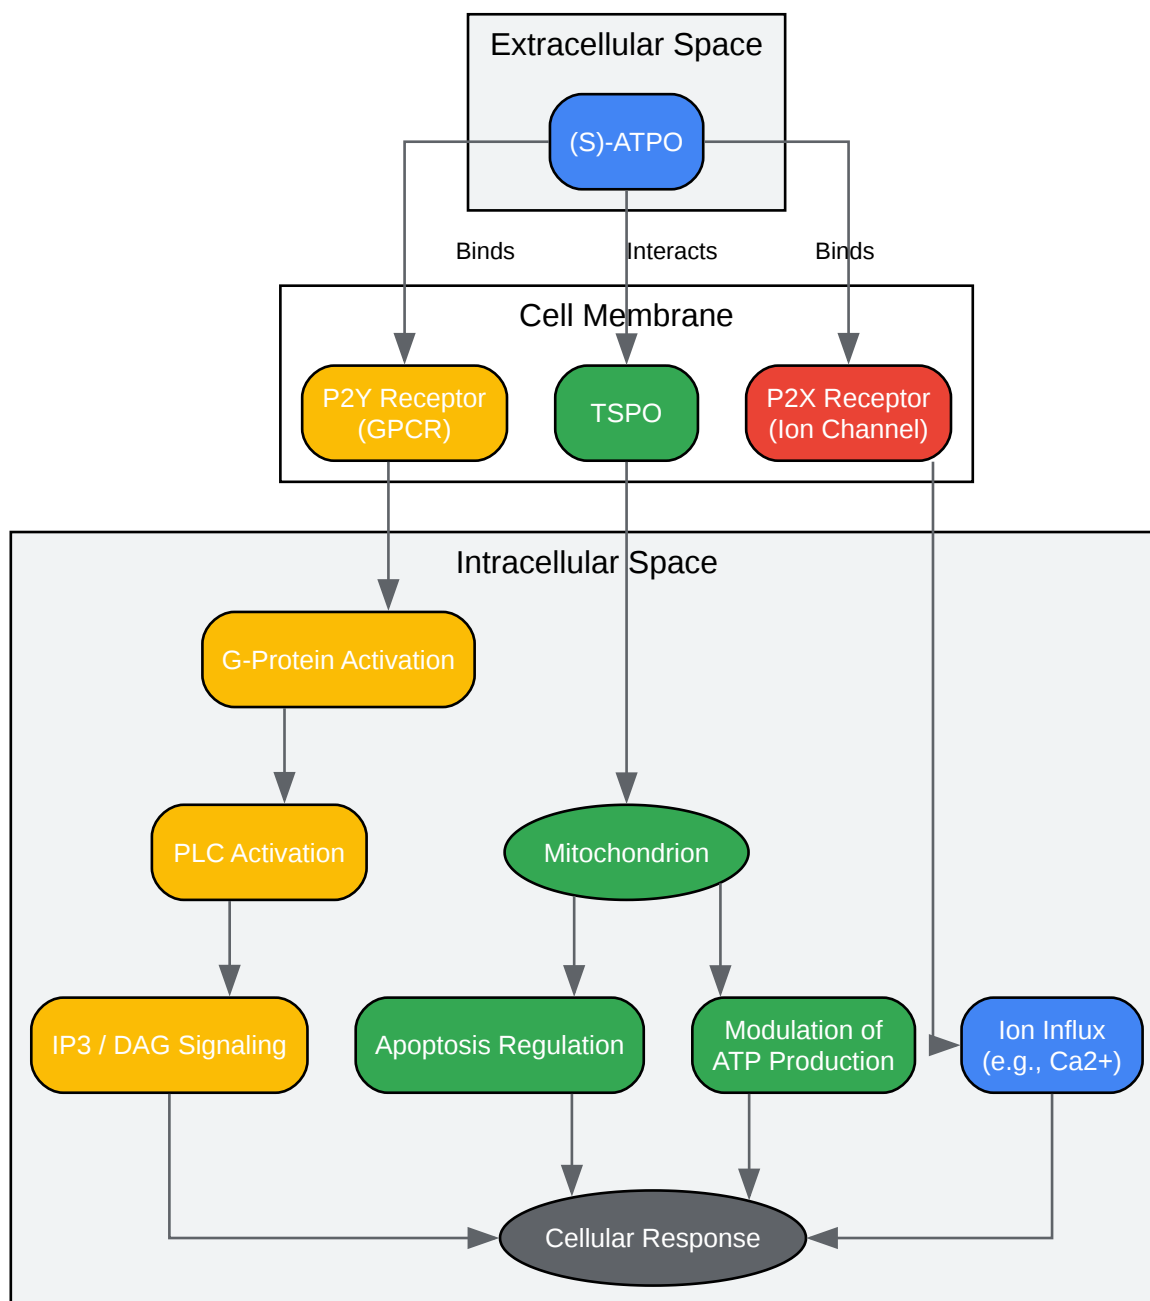 Extracellular Space
(S)-ATPO
Binds
Interacts
Binds
Cell Membrane
P2Y Receptor
(GPCR)
TSPO
P2X Receptor
(Ion Channel)
Intracellular Space
G-Protein Activation
PLC Activation
Mitochondrion
IP3 / DAG Signaling
Apoptosis Regulation
Modulation of
ATP Production
Ion Influx
(e.g., Ca2+)
Cellular Response